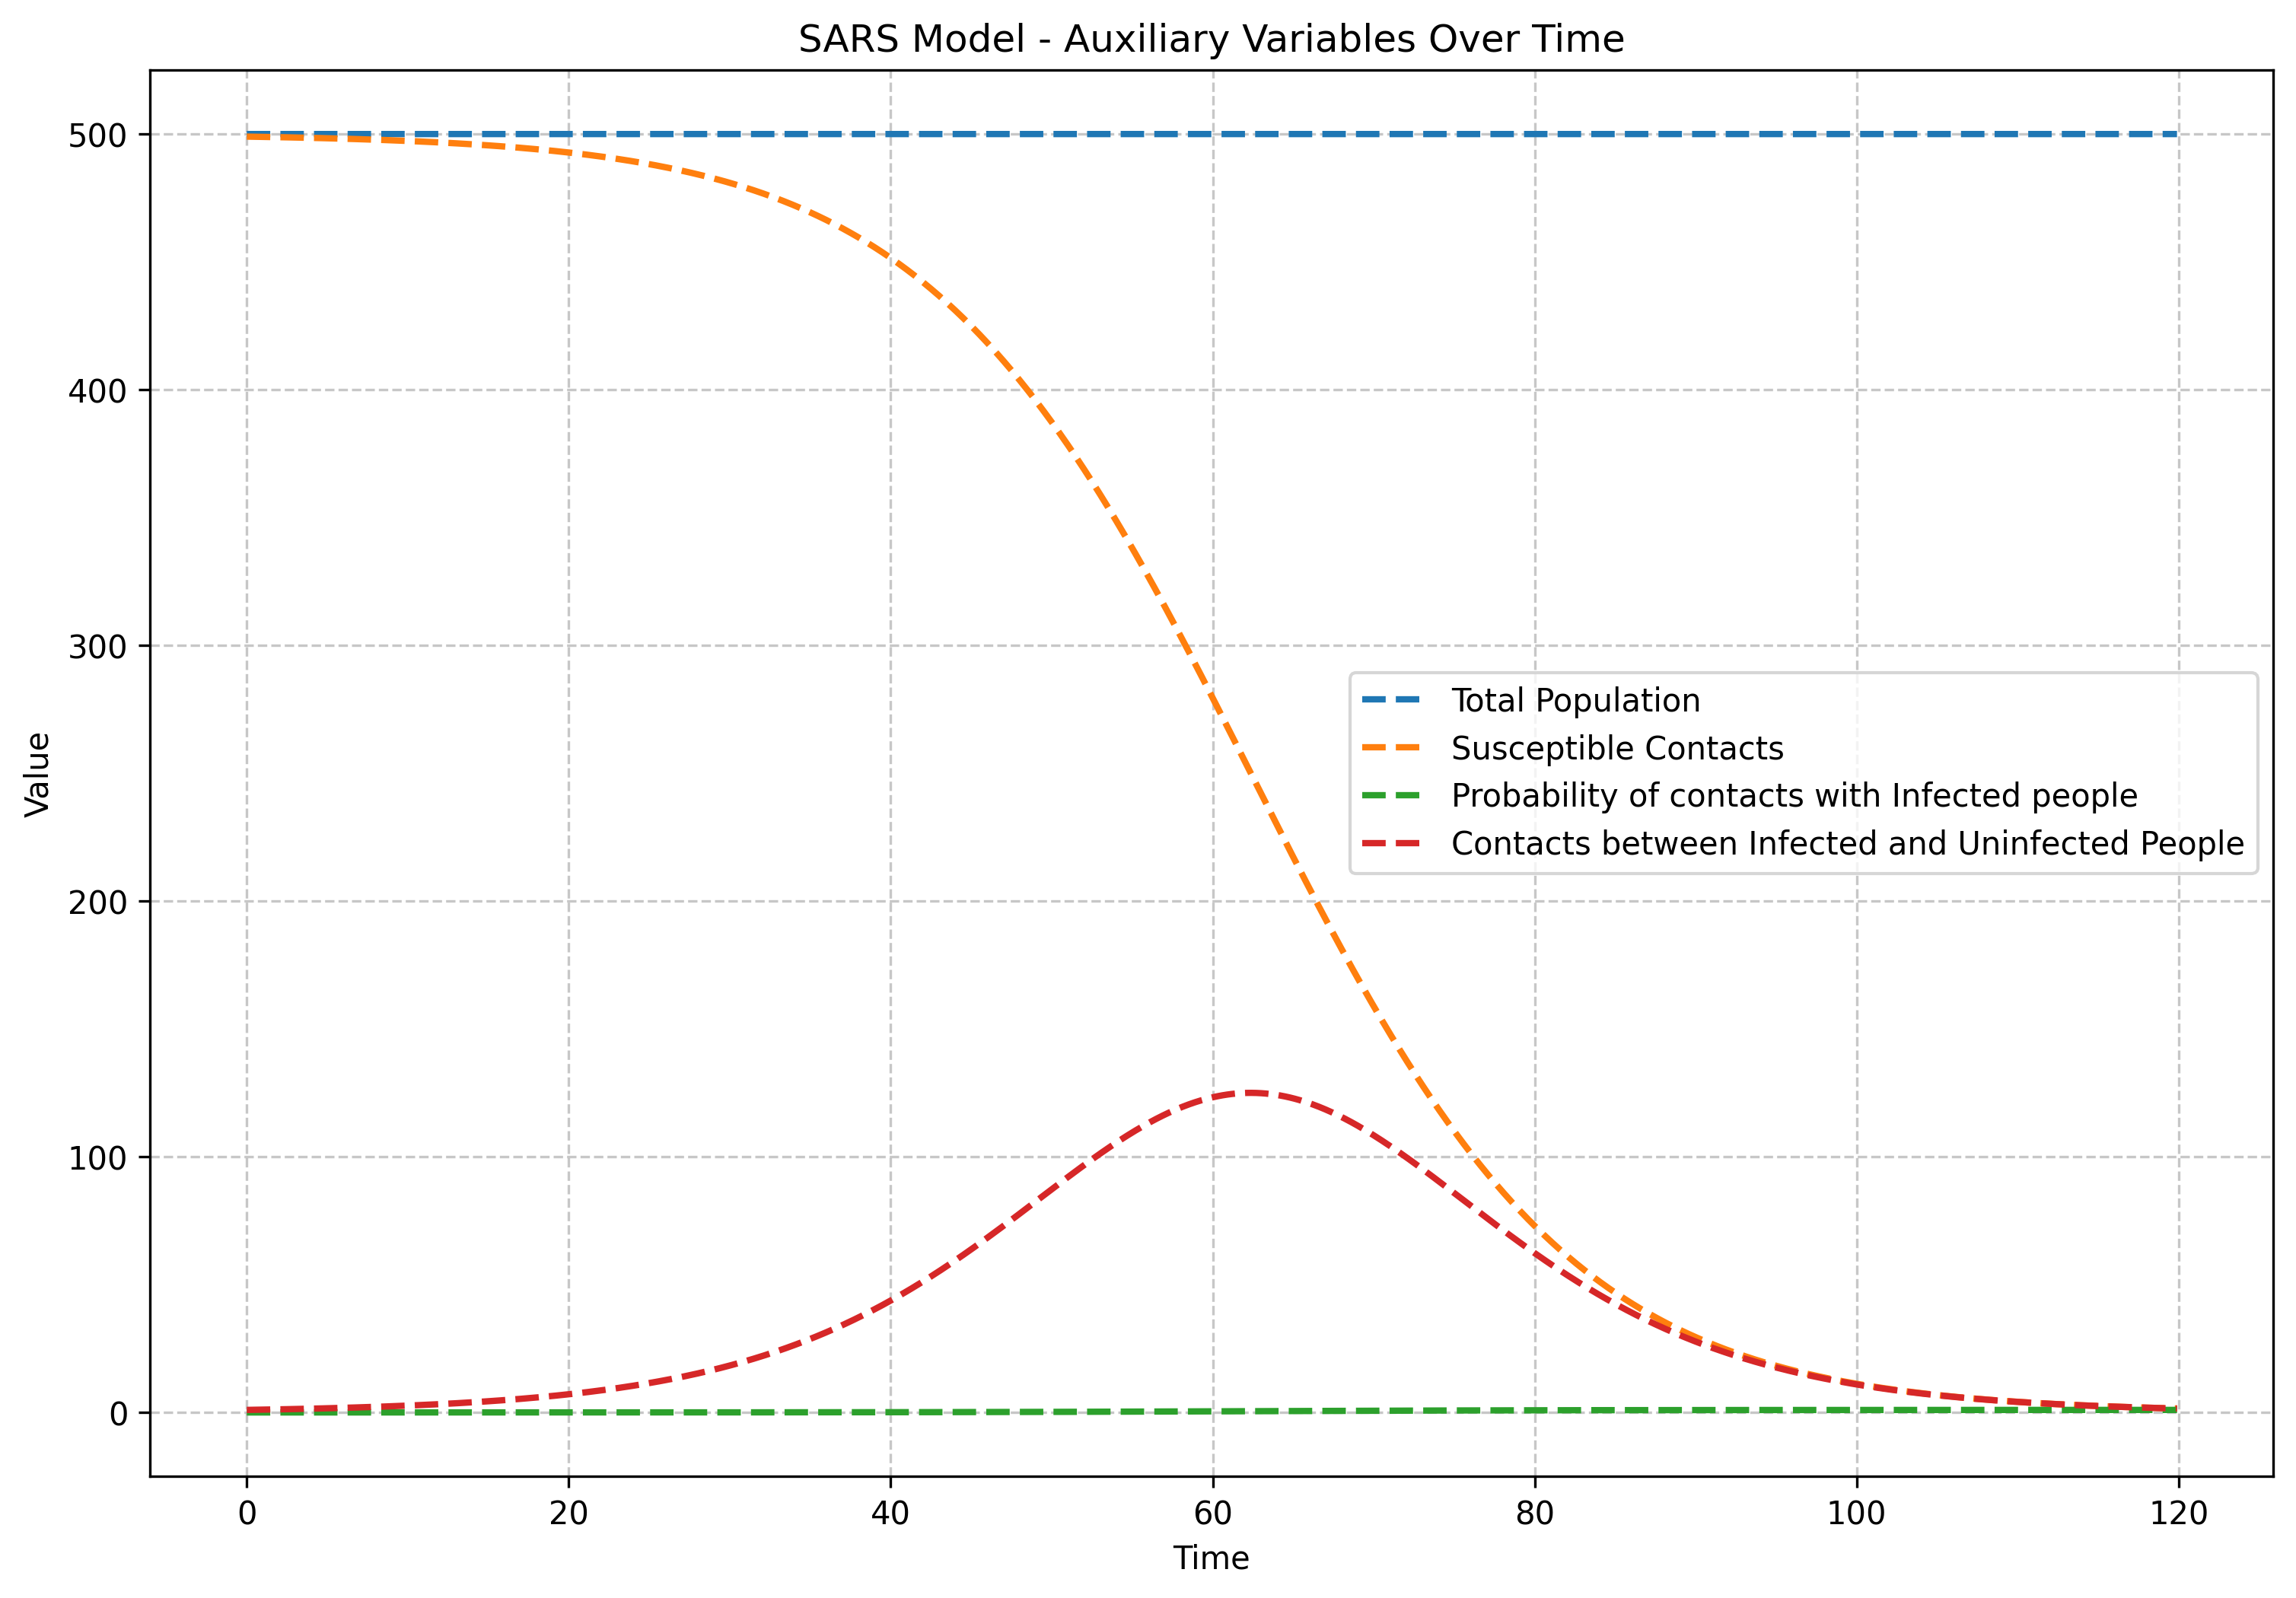 SARS Model - Auxiliary Variables Over Time
500
400
300
200
100
0
Value
Total Population
Susceptible Contacts
Probability of contacts with Infected people
Contacts between Infected and Uninfected People
0 20 40 60 80 100 120
Time